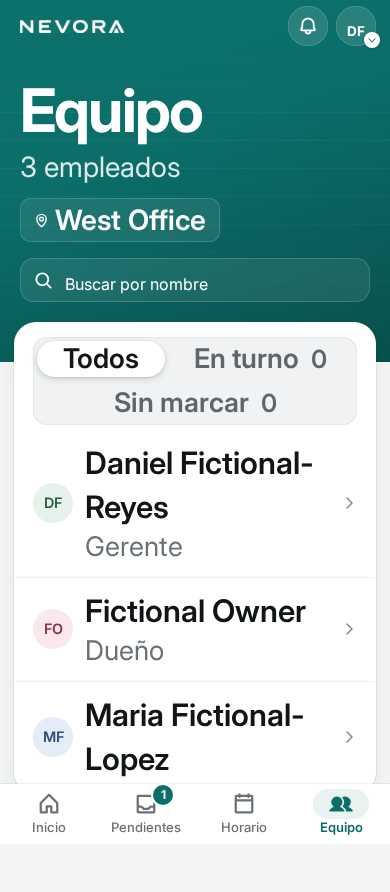 NEVORA
DF
Equipo
3 empleados
West Office
Buscar por nombre
Todos
En turno 0
Sin marcar 0
DF
Daniel Fictional-
Reyes
Gerente
FO
Fictional Owner
Dueño
MF
Maria Fictional-
Lopez
1
Inicio
Pendientes
Horario
Equipo